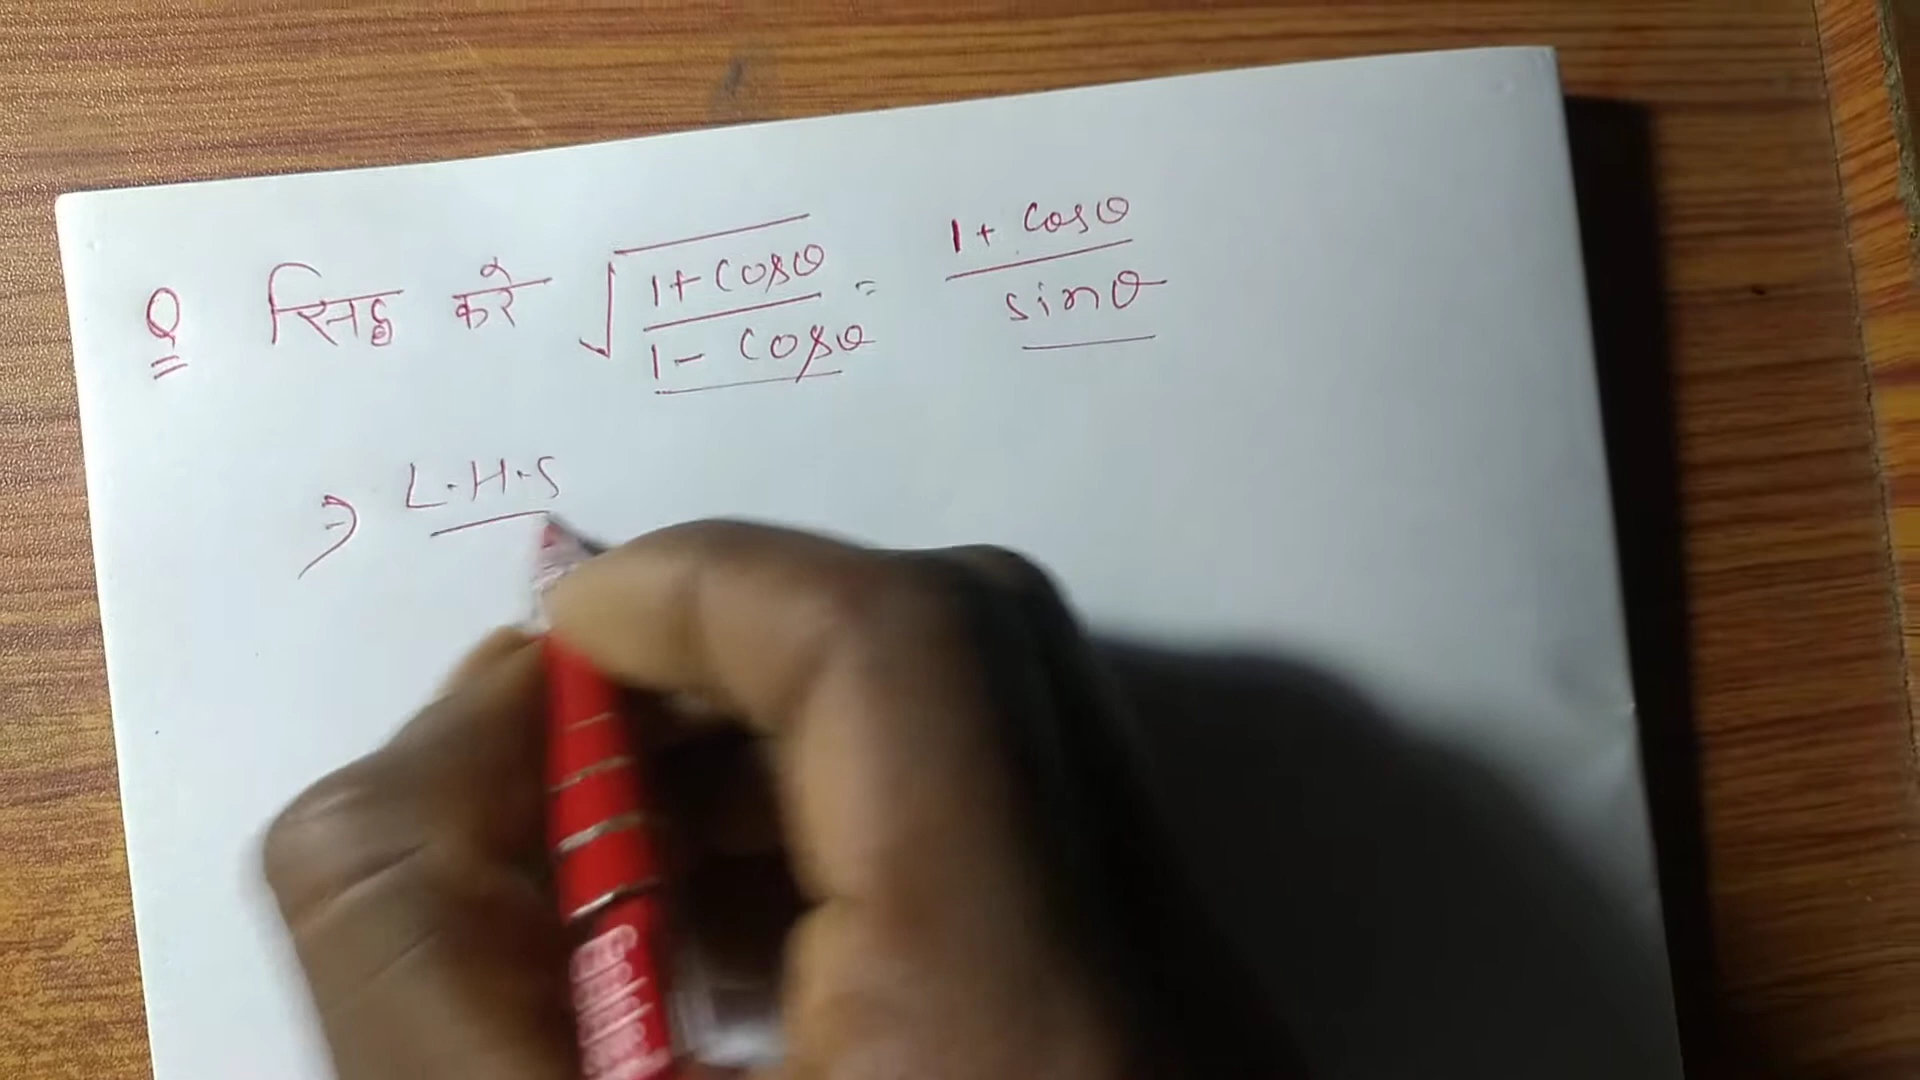 Q सिद्ध करे √(1+cosθ / 1-cosθ) = 1+cosθ / sinθ
⇒ L.H.S